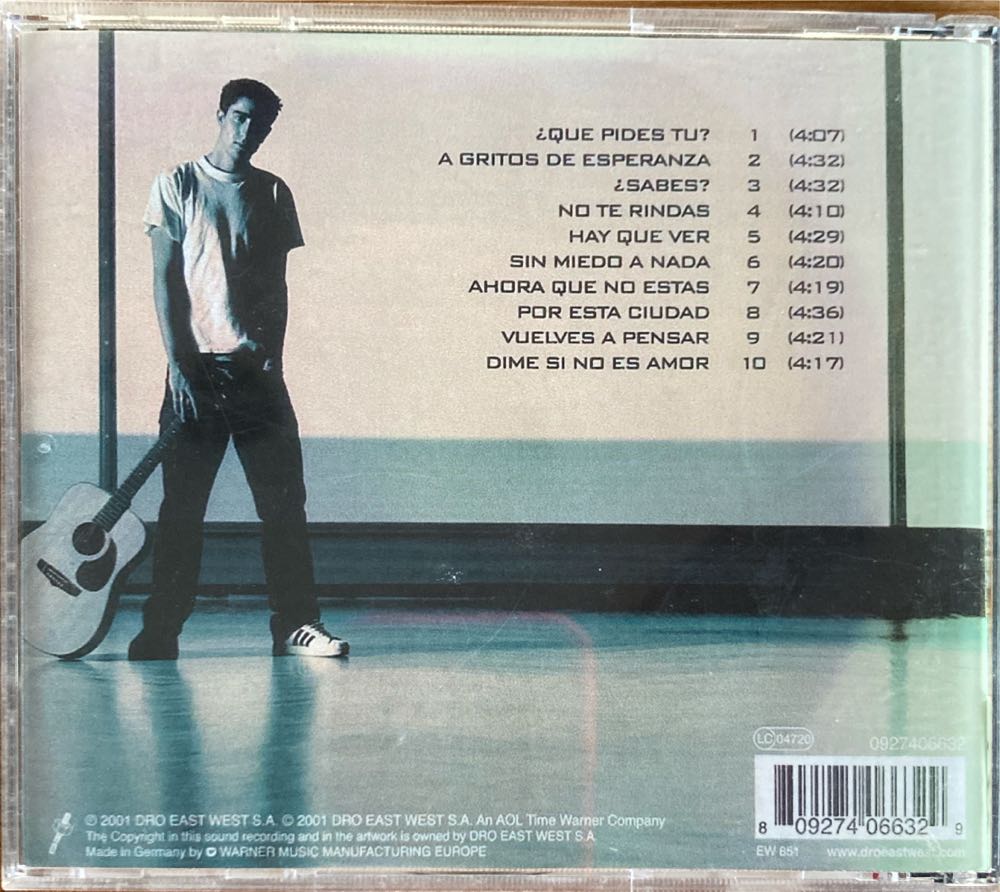 ¿QUE PIDES TU? 1 (4:07)
A GRITOS DE ESPERANZA 2 (4:32)
¿SABES? 3 (4:32)
NO TE RINDAS 4 (4:10)
HAY QUE VER 5 (4:29)
SIN MIEDO A NADA 6 (4:20)
AHORA QUE NO ESTAS 7 (4:19)
POR ESTA CIUDAD 8 (4:36)
VUELVES A PENSAR 9 (4:21)
DIME SI NO ES AMOR 10 (4:17)
LC 04720 0927406632
8 09274 06632 9
EW 851 www.droeastwest.com
℗ 2001 DRO EAST WEST S.A. © 2001 DRO EAST WEST S.A. An AOL Time Warner Company
The Copyright in this sound recording and in the artwork is owned by DRO EAST WEST S.A.
Made in Germany by WARNER MUSIC MANUFACTURING EUROPE